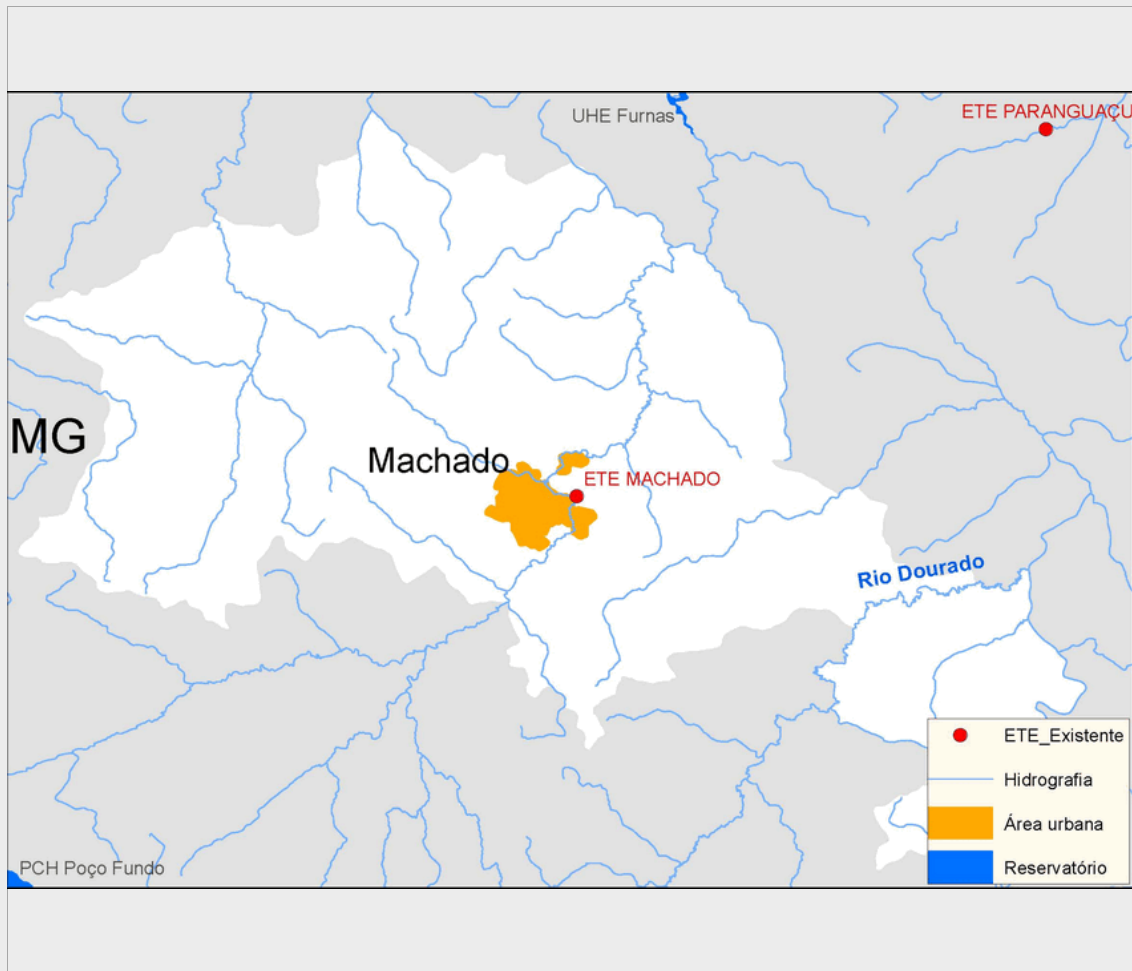 UHE Furnas
ETE PARANGUAÇU
MG
Machado
ETE MACHADO
Rio Dourado
PCH Poço Fundo
ETE_Existente
Hidrografia
Área urbana
Reservatório